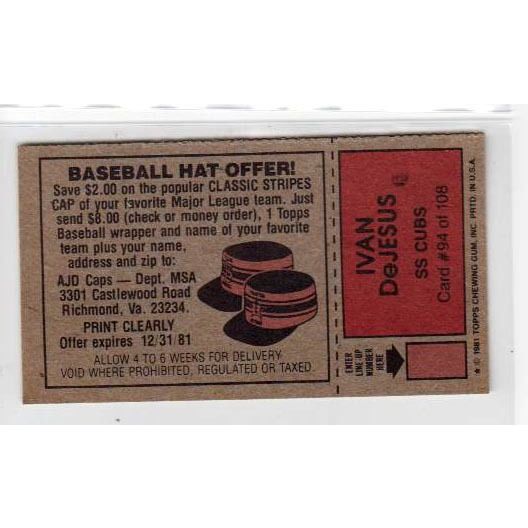 BASEBALL HAT OFFER!
Save $2.00 on the popular CLASSIC STRIPES
CAP of your favorite Major League team. Just
send $8.00 (check or money order), 1 Topps
Baseball wrapper and name of your favorite
team plus your name,
address and zip to:
AJD Caps — Dept. MSA
3301 Castlewood Road
Richmond, Va. 23234.
PRINT CLEARLY
Offer expires 12/31/81
ALLOW 4 TO 6 WEEKS FOR DELIVERY
VOID WHERE PROHIBITED, REGULATED OR TAXED.
IVAN
DeJESUS
SS CUBS
Card #94 of 108
ENTER
LINE-UP
NUMBER
HERE
* © 1981 TOPPS CHEWING GUM, INC. PRTD. IN U.S.A.